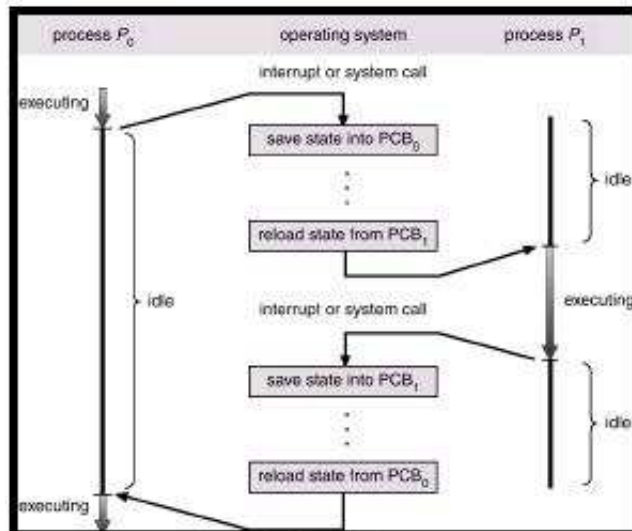 process P₀ operating system process P₁
interrupt or system call
executing
save state into PCB₀
idle
reload state from PCB₁
idle
interrupt or system call
executing
save state into PCB₁
idle
reload state from PCB₀
executing